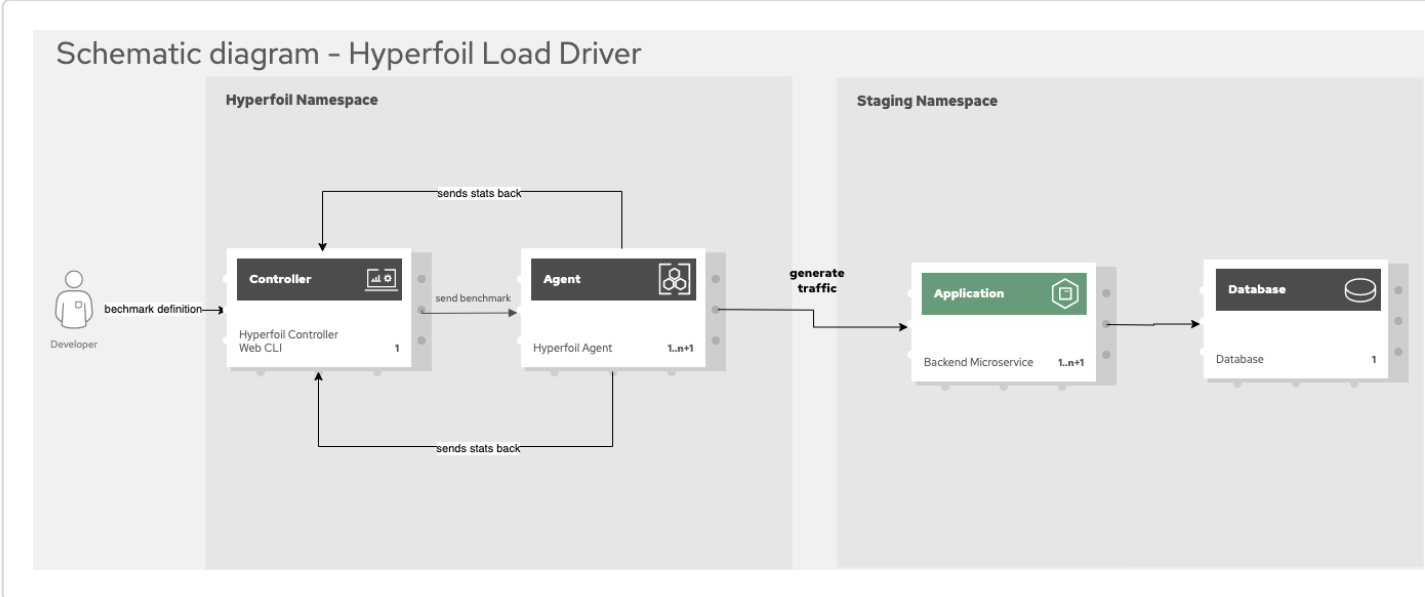 Schematic diagram - Hyperfoil Load Driver
Hyperfoil Namespace
Staging Namespace
sends stats back
Developer
bechmark definition
Controller
Hyperfoil Controller
Web CLI
1
send benchmark
Agent
Hyperfoil Agent
1..n+1
sends stats back
generate
traffic
Application
Backend Microservice
1..n+1
Database
Database
1